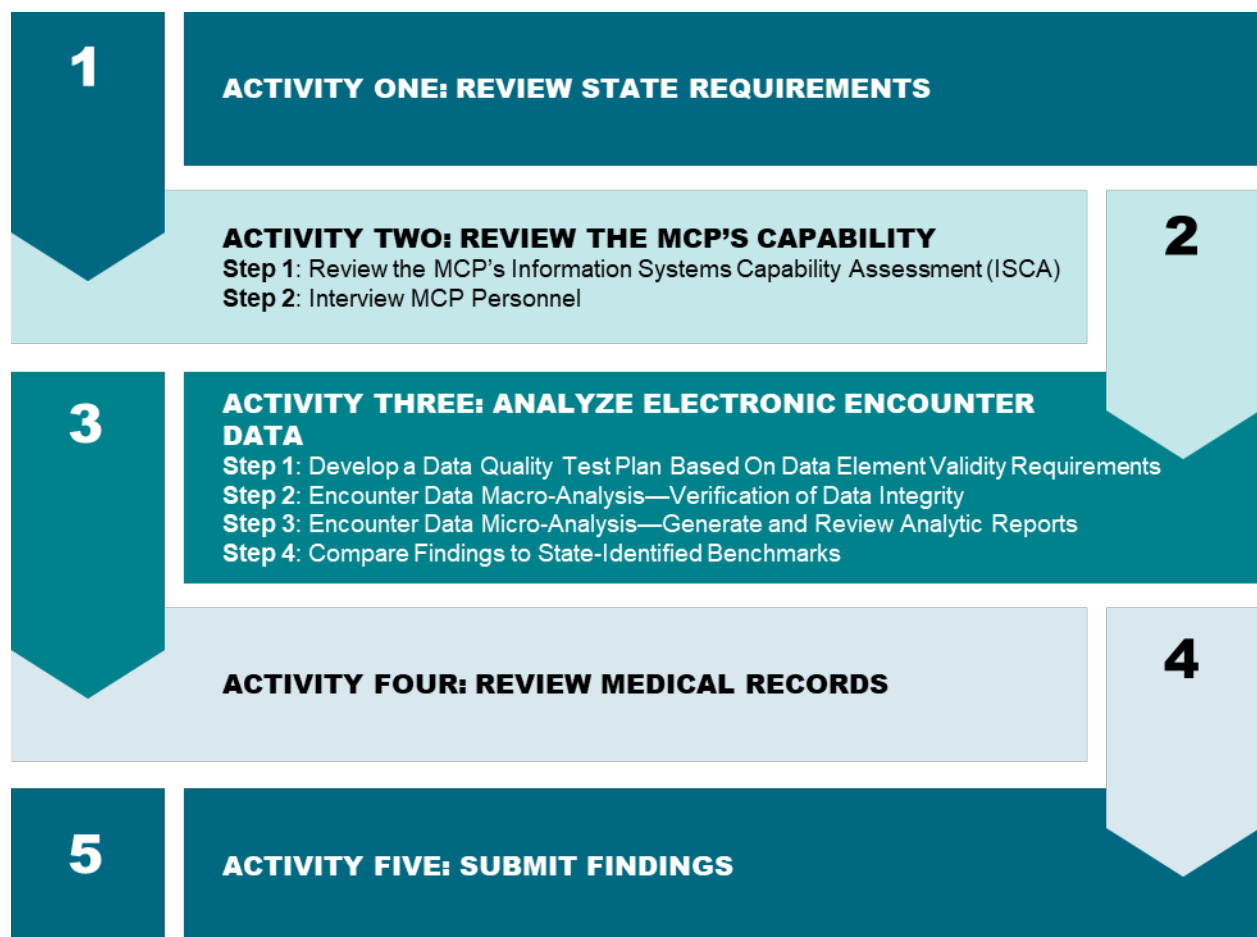 1
ACTIVITY ONE: REVIEW STATE REQUIREMENTS
ACTIVITY TWO: REVIEW THE MCP'S CAPABILITY
Step 1: Review the MCP's Information Systems Capability Assessment (ISCA)
Step 2: Interview MCP Personnel
2
3
ACTIVITY THREE: ANALYZE ELECTRONIC ENCOUNTER
DATA
Step 1: Develop a Data Quality Test Plan Based On Data Element Validity Requirements
Step 2: Encounter Data Macro-Analysis—Verification of Data Integrity
Step 3: Encounter Data Micro-Analysis—Generate and Review Analytic Reports
Step 4: Compare Findings to State-Identified Benchmarks
ACTIVITY FOUR: REVIEW MEDICAL RECORDS
4
5
ACTIVITY FIVE: SUBMIT FINDINGS